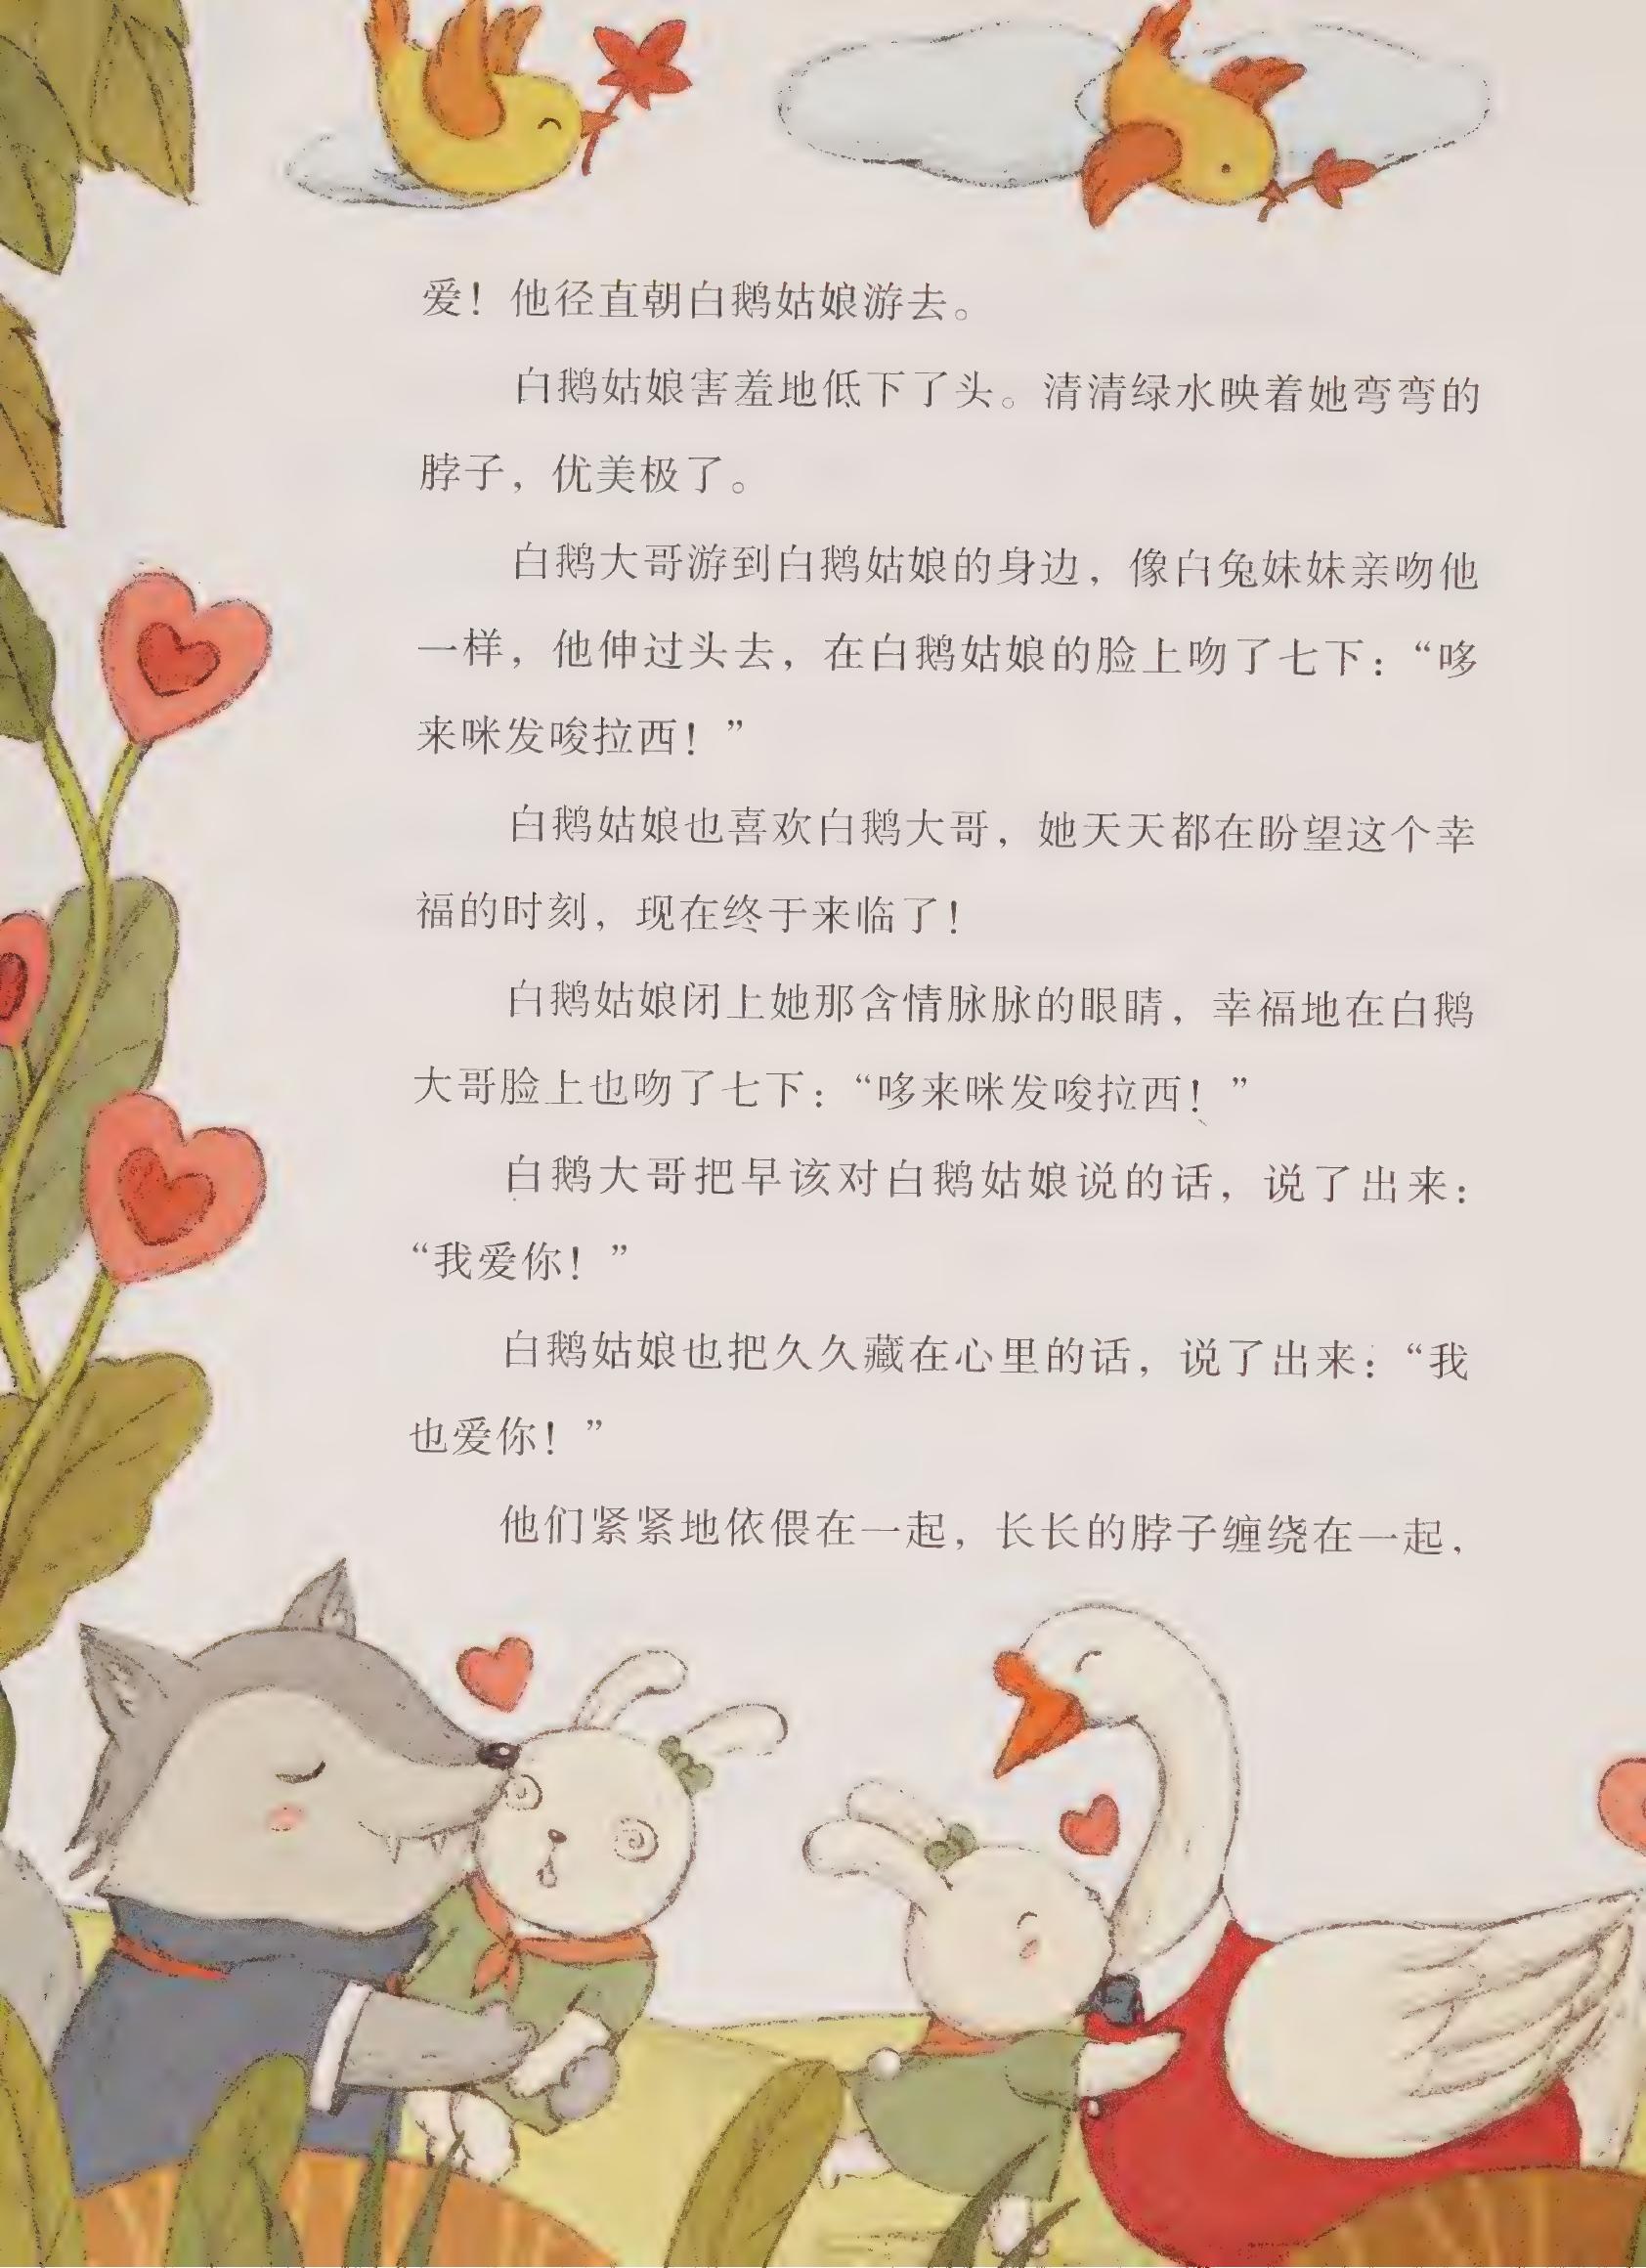 爱！他径直朝白鹅姑娘游去。
白鹅姑娘害羞地低下了头。清清绿水映着她弯弯的
脖子，优美极了。
白鹅大哥游到白鹅姑娘的身边，像白兔妹妹亲吻他
一样，他伸过头去，在白鹅姑娘的脸上吻了七下：“哆
来咪发唆拉西！”
白鹅姑娘也喜欢白鹅大哥，她天天都在盼望这个幸
福的时刻，现在终于来临了！
白鹅姑娘闭上她那含情脉脉的眼睛，幸福地在白鹅
大哥脸上也吻了七下：“哆来咪发唆拉西！”
白鹅大哥把早该对白鹅姑娘说的话，说了出来：
“我爱你！”
白鹅姑娘也把久久藏在心里的话，说了出来：“我
也爱你！”
他们紧紧地依偎在一起，长长的脖子缠绕在一起，